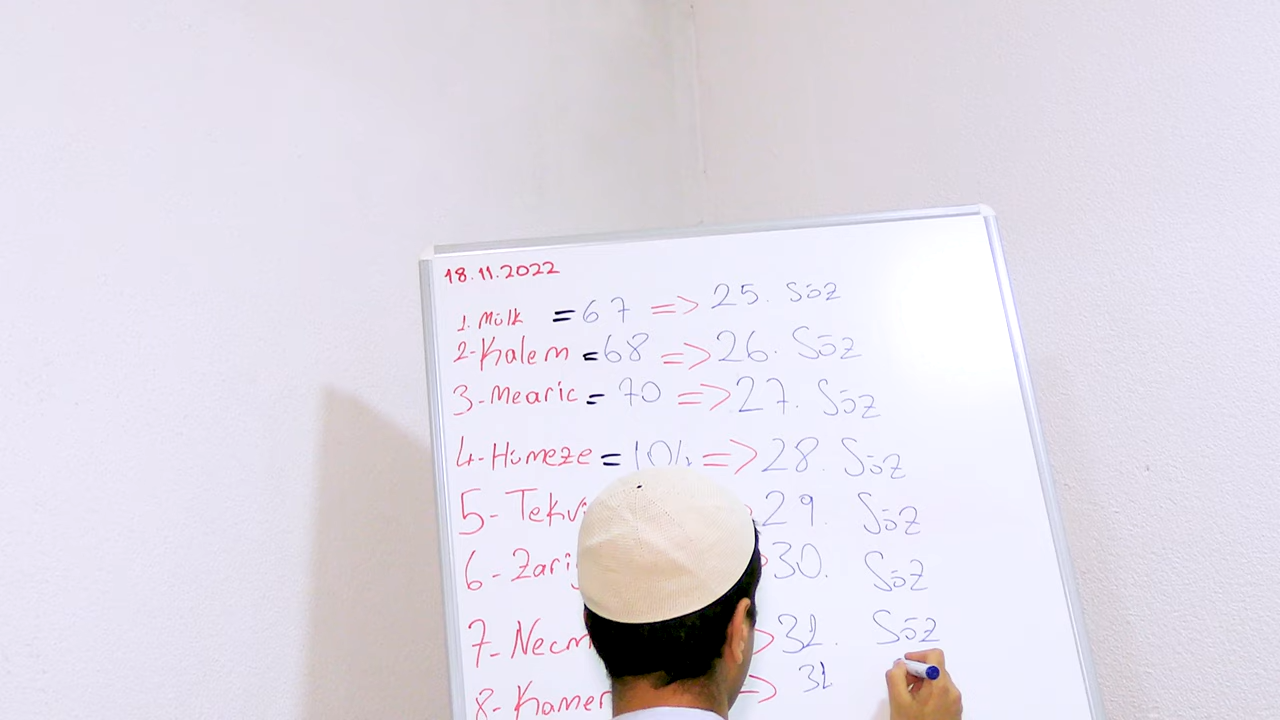 18.11.2022
1. Mülk = 67 => 25. Söz
2-Kalem = 68 => 26. Söz
3-Mearic = 70 => 27. Söz
4-Hümeze = 104 => 28. Söz
5- Tekvi 29. Söz
6- Zari 30. Söz
7-Necm 31. Söz
8-Kamer => 31